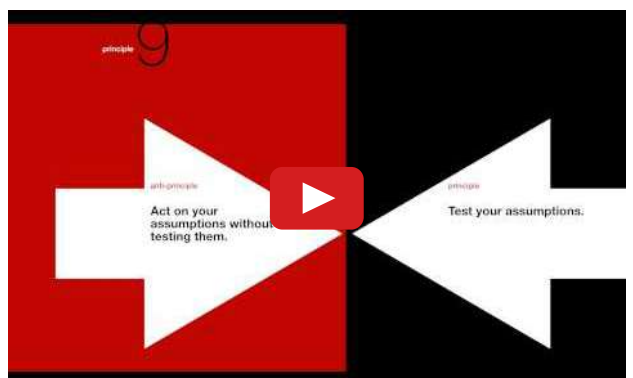 principle 9
anti-principle
Act on your
assumptions without
testing them.
principle
Test your assumptions.